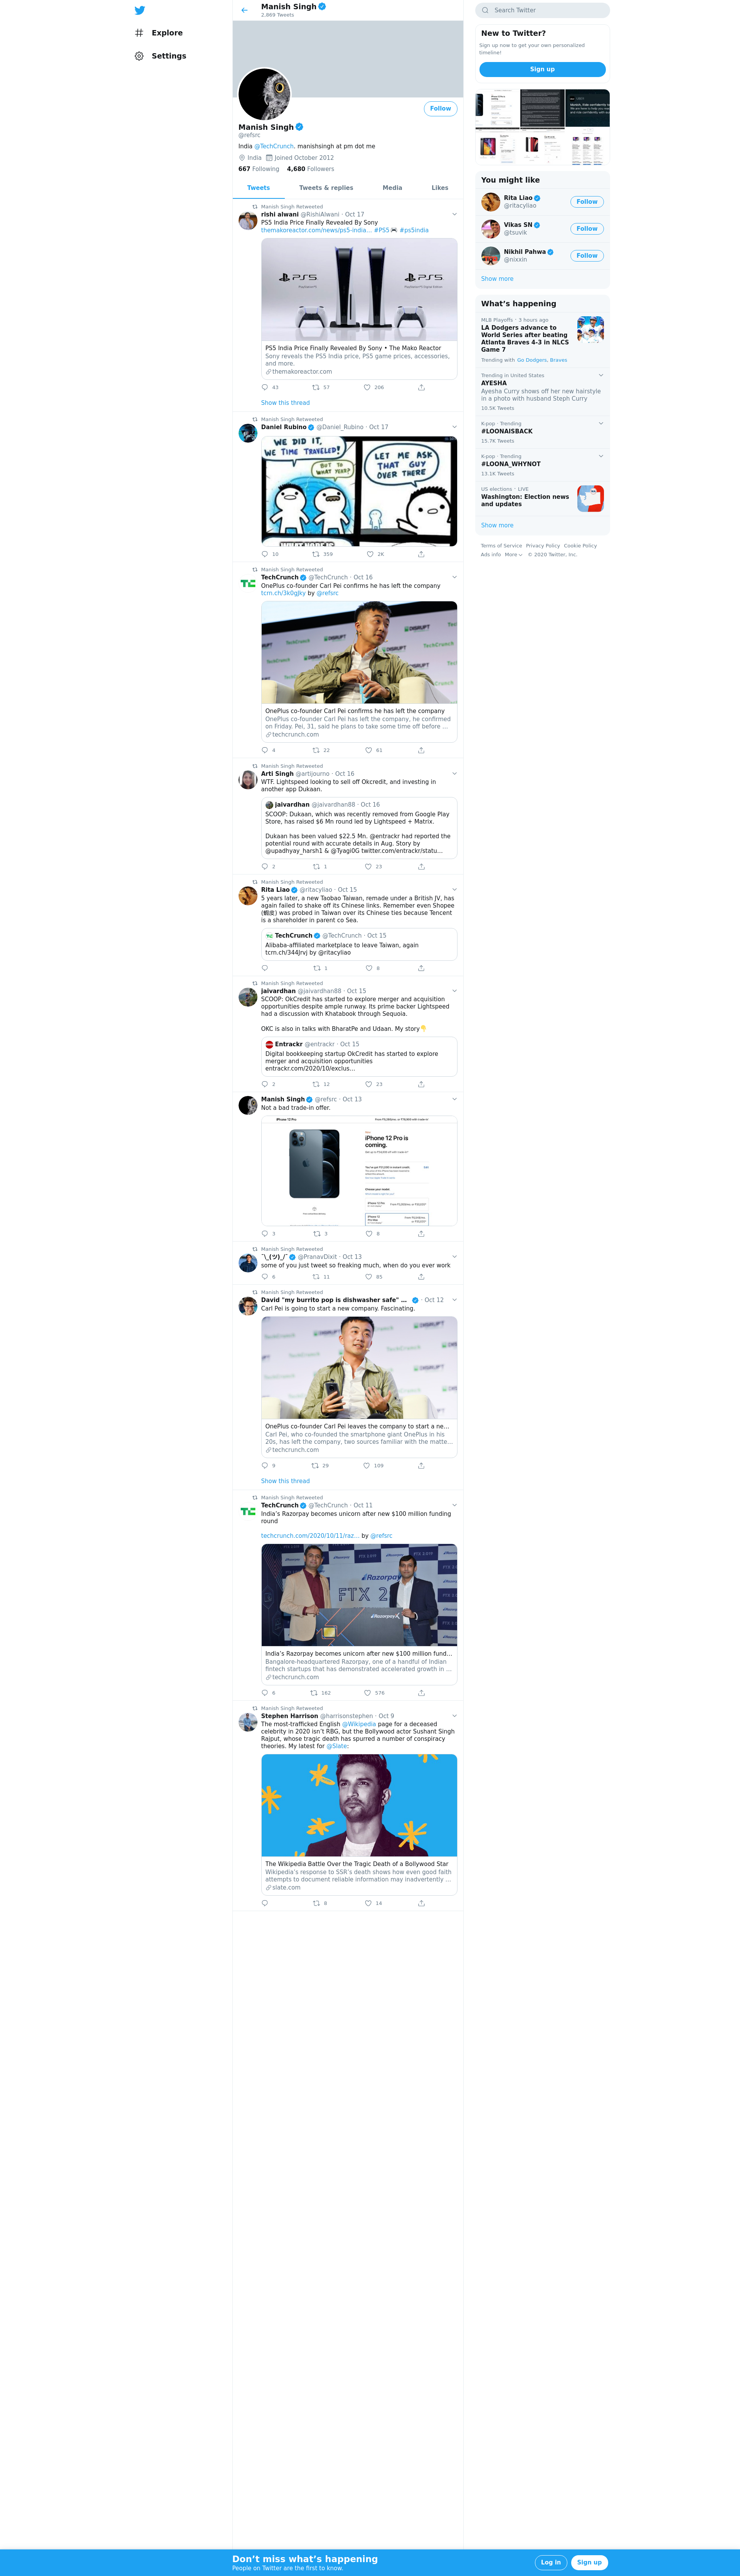 Explore
Settings
Manish Singh
2,869 Tweets
Follow
Manish Singh
@refsrc
India @TechCrunch. manishsingh at pm dot me
India Joined October 2012
667 Following 4,680 Followers
Tweets Tweets & replies Media Likes
Manish Singh Retweeted
rishi alwani @RishiAlwani · Oct 17
PS5 India Price Finally Revealed By Sony
themakoreactor.com/news/ps5-india… #PS5 🎮 #ps5india
PS5 PS5
PS5 India Price Finally Revealed By Sony • The Mako Reactor
Sony reveals the PS5 India price, PS5 game prices, accessories,
and more.
themakoreactor.com
43 57 206
Show this thread
Manish Singh Retweeted
Daniel Rubino @Daniel_Rubino · Oct 17
WE DID IT,
WE TIME TRAVELED!
BUT TO
WHAT YEAR?
LET ME ASK
THAT GUY
OVER THERE
10 359 2K
Manish Singh Retweeted
TechCrunch @TechCrunch · Oct 16
OnePlus co-founder Carl Pei confirms he has left the company
tcrn.ch/3k0gJky by @refsrc
DISRUPT
OnePlus co-founder Carl Pei confirms he has left the company
OnePlus co-founder Carl Pei has left the company, he confirmed
on Friday. Pei, 31, said he plans to take some time off before …
techcrunch.com
4 22 61
Manish Singh Retweeted
Arti Singh @artijourno · Oct 16
WTF. Lightspeed looking to sell off Okcredit, and investing in
another app Dukaan.
jaivardhan @jaivardhan88 · Oct 16
SCOOP: Dukaan, which was recently removed from Google Play
Store, has raised $6 Mn round led by Lightspeed + Matrix.
Dukaan has been valued $22.5 Mn. @entrackr had reported the
potential round with accurate details in Aug. Story by
@upadhyay_harsh1 & @Tyagi0G twitter.com/entrackr/statu…
2 1 23
Manish Singh Retweeted
Rita Liao @ritacyliao · Oct 15
5 years later, a new Taobao Taiwan, remade under a British JV, has
again failed to shake off its Chinese links. Remember even Shopee
(蝦皮) was probed in Taiwan over its Chinese ties because Tencent
is a shareholder in parent co Sea.
TechCrunch @TechCrunch · Oct 15
Alibaba-affiliated marketplace to leave Taiwan, again
tcrn.ch/344Jrvj by @ritacyliao
1 8
Manish Singh Retweeted
jaivardhan @jaivardhan88 · Oct 15
SCOOP: OkCredit has started to explore merger and acquisition
opportunities despite ample runway. Its prime backer Lightspeed
had a discussion with Khatabook through Sequoia.
OKC is also in talks with BharatPe and Udaan. My story👇
Entrackr @entrackr · Oct 15
Digital bookkeeping startup OkCredit has started to explore
merger and acquisition opportunities
entrackr.com/2020/10/exclus…
2 12 23
Manish Singh @refsrc · Oct 13
Not a bad trade-in offer.
iPhone 12 Pro
iPhone 12 Pro is
coming.
3 3 8
Manish Singh Retweeted
¯\_(ツ)_/¯ @PranavDixit · Oct 13
some of you just tweet so freaking much, when do you ever work
6 11 85
Manish Singh Retweeted
David "my burrito pop is dishwasher safe" … · Oct 12
Carl Pei is going to start a new company. Fascinating.
DISRUPT
OnePlus co-founder Carl Pei leaves the company to start a ne…
Carl Pei, who co-founded the smartphone giant OnePlus in his
20s, has left the company, two sources familiar with the matte…
techcrunch.com
9 29 109
Show this thread
Manish Singh Retweeted
TechCrunch @TechCrunch · Oct 11
India’s Razorpay becomes unicorn after new $100 million funding
round
techcrunch.com/2020/10/11/raz… by @refsrc
Razorpay
FTX 2
RazorpayX
India’s Razorpay becomes unicorn after new $100 million fund…
Bangalore-headquartered Razorpay, one of a handful of Indian
fintech startups that has demonstrated accelerated growth in …
techcrunch.com
6 162 576
Manish Singh Retweeted
Stephen Harrison @harrisonstephen · Oct 9
The most-trafficked English @Wikipedia page for a deceased
celebrity in 2020 isn’t RBG, but the Bollywood actor Sushant Singh
Rajput, whose tragic death has spurred a number of conspiracy
theories. My latest for @Slate:
The Wikipedia Battle Over the Tragic Death of a Bollywood Star
Wikipedia’s response to SSR’s death shows how even good faith
attempts to document reliable information may inadvertently …
slate.com
8 14
Search Twitter
New to Twitter?
Sign up now to get your own personalized
timeline!
Sign up
You might like
Rita Liao
@ritacyliao
Follow
Vikas SN
@tsuvik
Follow
Nikhil Pahwa
@nixxin
Follow
Show more
What’s happening
MLB Playoffs · 3 hours ago
LA Dodgers advance to
World Series after beating
Atlanta Braves 4-3 in NLCS
Game 7
Trending with Go Dodgers, Braves
Trending in United States
AYESHA
Ayesha Curry shows off her new hairstyle
in a photo with husband Steph Curry
10.5K Tweets
K-pop · Trending
#LOONAISBACK
15.7K Tweets
K-pop · Trending
#LOONA_WHYNOT
13.1K Tweets
US elections · LIVE
Washington: Election news
and updates
Show more
Terms of Service Privacy Policy Cookie Policy
Ads info More © 2020 Twitter, Inc.
Don’t miss what’s happening
People on Twitter are the first to know.
Log in Sign up